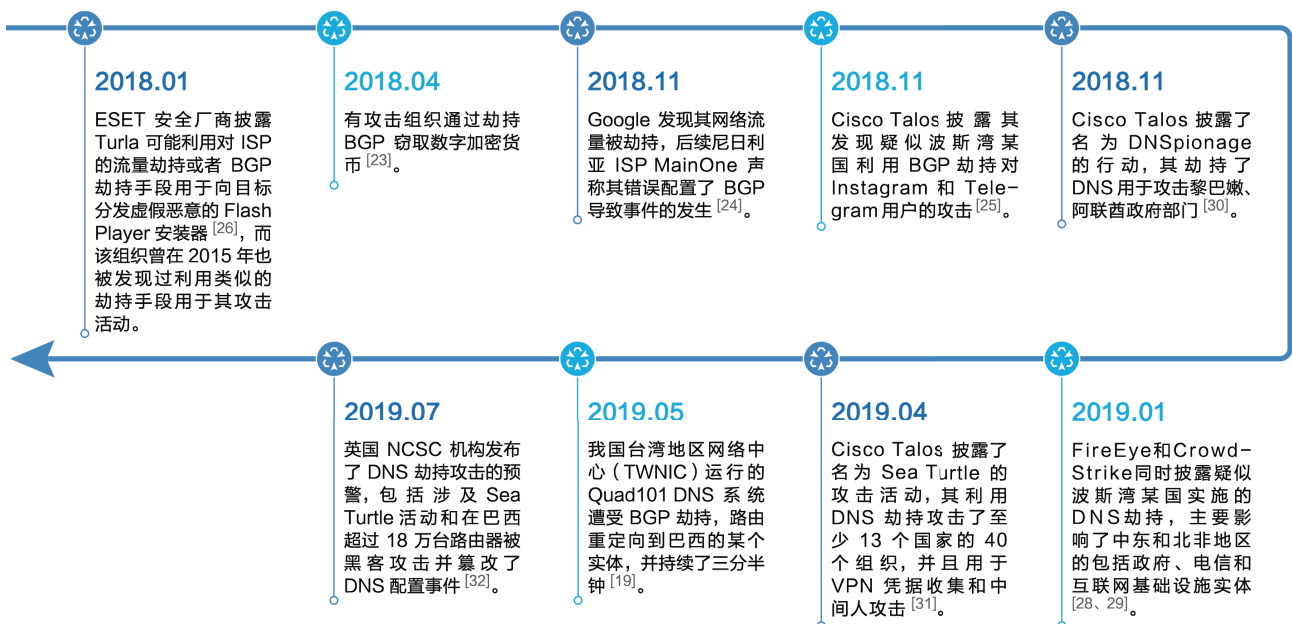 2018.01
ESET 安全厂商披露
Turla 可能利用对 ISP
的流量劫持或者 BGP
劫持手段用于向目标
分发虚假恶意的 Flash
Player 安装器 [26]，而
该组织曾在 2015 年也
被发现过利用类似的
劫持手段用于其攻击
活动。
2018.04
有攻击组织通过劫持
BGP 窃取数字加密货
币 [23]。
2018.11
Google 发现其网络流
量被劫持，后续尼日利
亚 ISP MainOne 声
称其错误配置了 BGP
导致事件的发生 [24]。
2018.11
Cisco Talos 披露其
发现疑似波斯湾某
国利用 BGP 劫持对
Instagram 和 Tele-
gram 用户的攻击 [25]。
2018.11
Cisco Talos 披露了
名为 DNSpionage
的行动，其劫持了
DNS 用于攻击黎巴嫩、
阿联酋政府部门 [30]。
2019.07
英国 NCSC 机构发布
了 DNS 劫持攻击的预
警，包括涉及 Sea
Turtle 活动和在巴西
超过 18 万台路由器被
黑客攻击并篡改了
DNS 配置事件 [32]。
2019.05
我国台湾地区网络中
心（TWNIC）运行的
Quad101 DNS 系统
遭受 BGP 劫持，路由
重定向到巴西的某个
实体，并持续了三分半
钟 [19]。
2019.04
Cisco Talos 披露了
名为 Sea Turtle 的
攻击活动，其利用
DNS 劫持攻击了至
少 13 个国家的 40
个组织，并且用于
VPN 凭据收集和中
间人攻击 [31]。
2019.01
FireEye和Crowd-
Strike同时披露疑似
波斯湾某国实施的
DNS劫持，主要影
响了中东和北非地区
的包括政府、电信和
互联网基础设施实体
[28、29]。